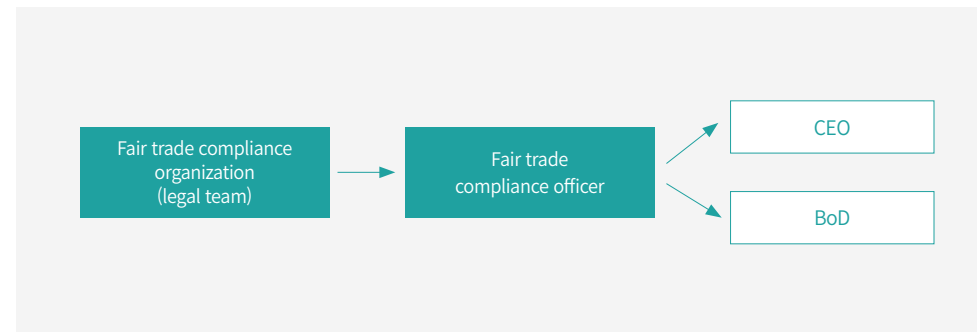 Fair trade compliance
organization
(legal team)
Fair trade
compliance officer
CEO
BoD